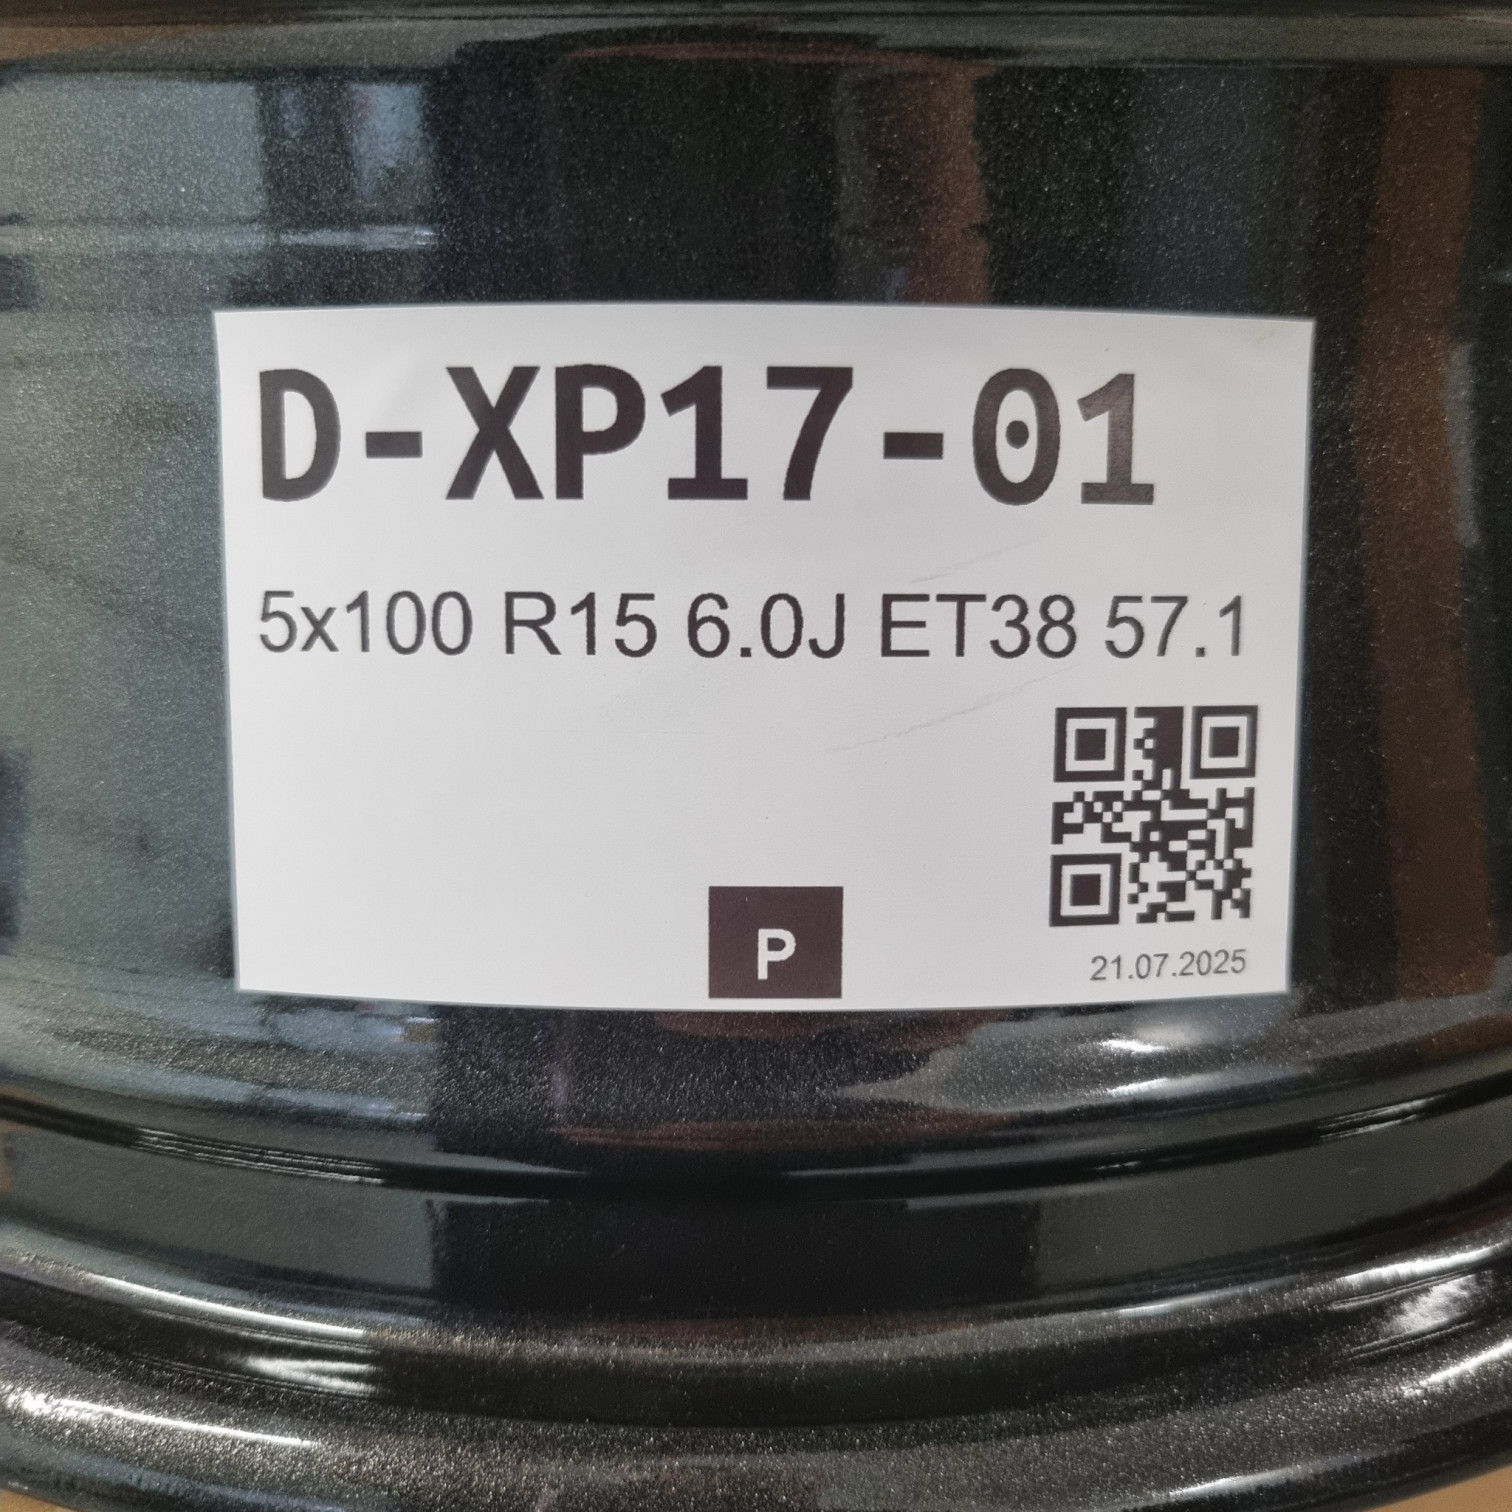 D-XP17-01
5x100 R15 6.0J ET38 57.1
P
21.07.2025